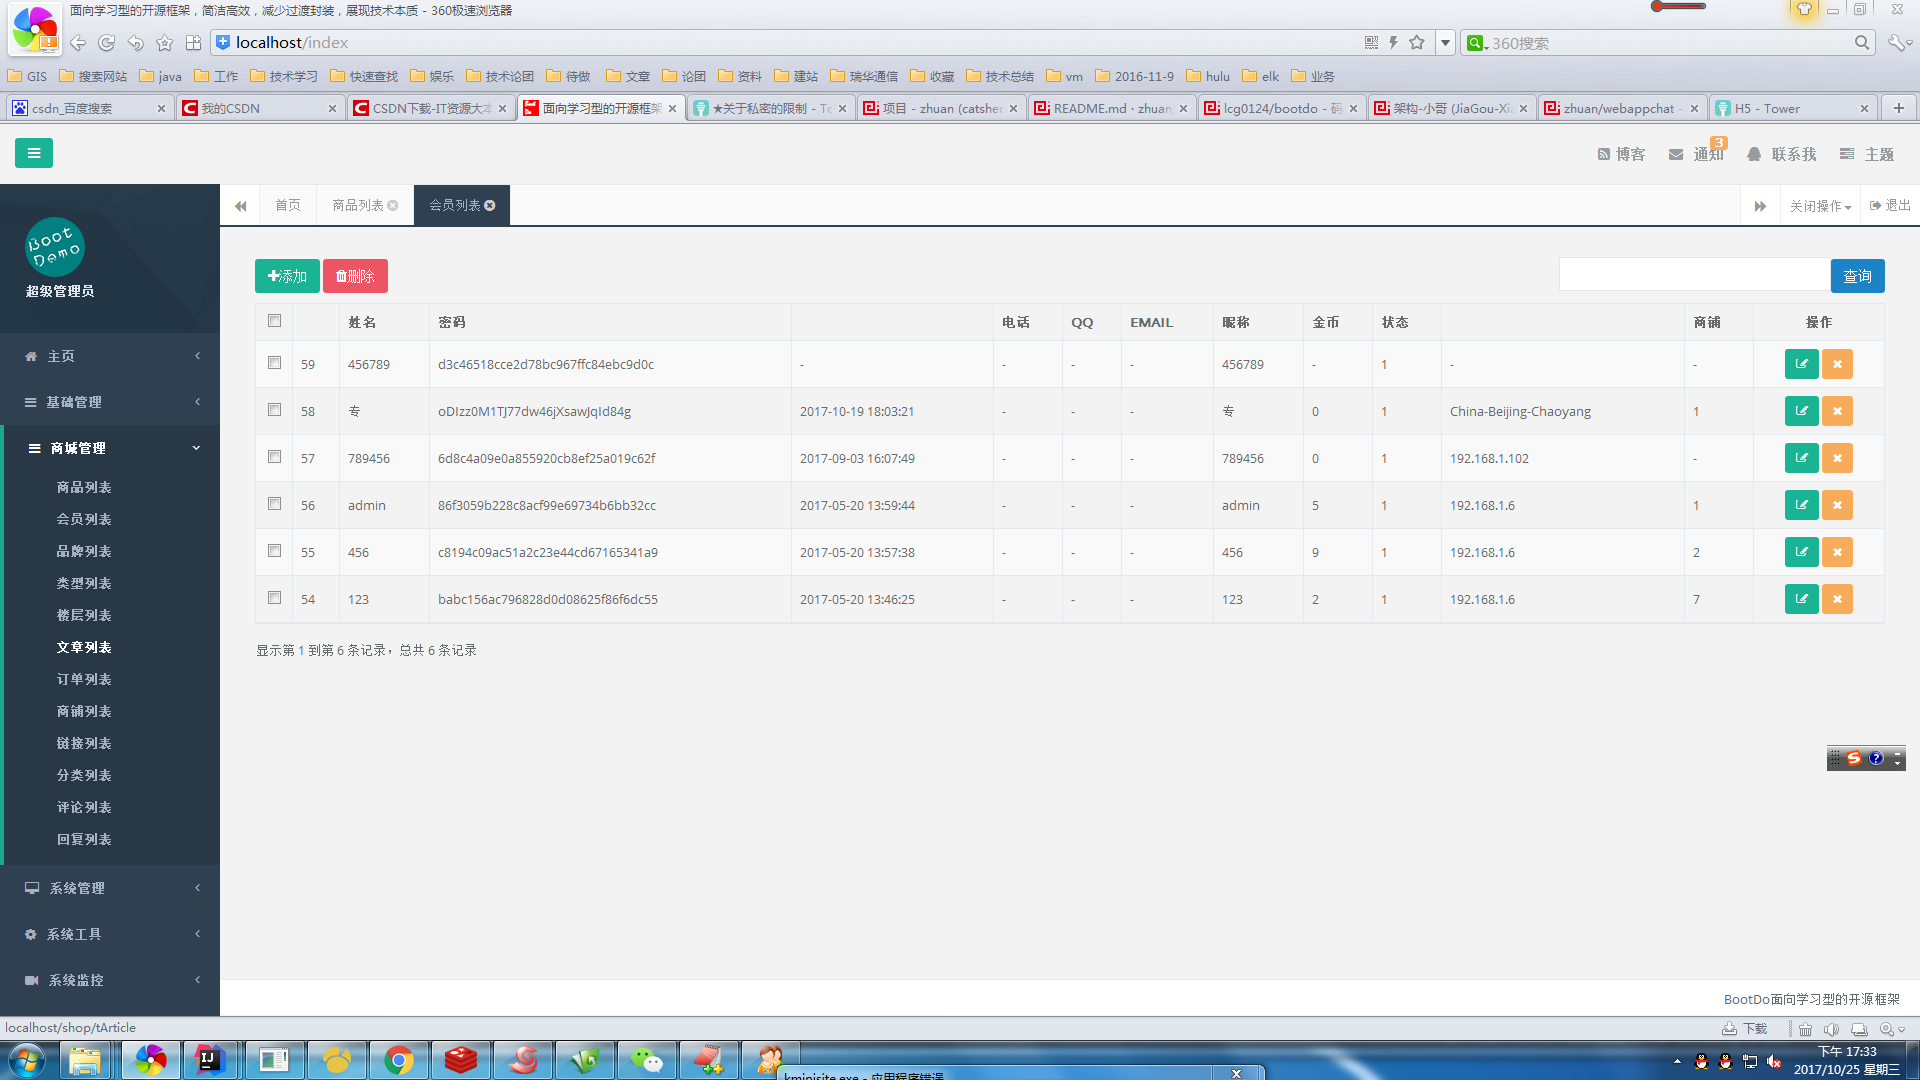 面向学习型的开源框架，简洁高效，减少过渡封装，展现技术本质 - 360极速浏览器
localhost/index
360搜索
GIS 搜索网站 java 工作 技术学习 快速查找 娱乐 技术论团 待做 文章 论团 资料 建站 瑞华通信 收藏 技术总结 vm 2016-11-9 hulu elk 业务
csdn_百度搜索 我的CSDN CSDN下载-IT资源大本 面向学习型的开源框架 ★关于私密的限制 - To 项目 - zhuan (catsher README.md · zhuan lcg0124/bootdo - 码 架构-小哥 (JiaGou-Xia zhuan/webappchat - H5 - Tower
博客 通知 3 联系我 主题
首页 商品列表 会员列表 关闭操作 退出
Boot
Demo
超级管理员
主页
基础管理
商城管理
商品列表
会员列表
品牌列表
类型列表
楼层列表
文章列表
订单列表
商铺列表
链接列表
分类列表
评论列表
回复列表
系统管理
系统工具
系统监控
添加 删除 查询
姓名 密码 电话 QQ EMAIL 昵称 金币 状态 商铺 操作
59 456789 d3c46518cce2d78bc967ffc84ebc9d0c - - - - 456789 - 1 - -
58 专 oDIzz0M1TJ77dw46jXsawJqId84g 2017-10-19 18:03:21 - - - 专 0 1 China-Beijing-Chaoyang 1
57 789456 6d8c4a09e0a855920cb8ef25a019c62f 2017-09-03 16:07:49 - - - 789456 0 1 192.168.1.102 -
56 admin 86f3059b228c8acf99e69734b6bb32cc 2017-05-20 13:59:44 - - - admin 5 1 192.168.1.6 1
55 456 c8194c09ac51a2c23e44cd67165341a9 2017-05-20 13:57:38 - - - 456 9 1 192.168.1.6 2
54 123 babc156ac796828d0d08625f86f6dc55 2017-05-20 13:46:25 - - - 123 2 1 192.168.1.6 7
显示第 1 到第 6 条记录，总共 6 条记录
BootDo面向学习型的开源框架
localhost/shop/tArticle
下载
kminisite.exe - 应用程序错误
下午 17:33
2017/10/25 星期三